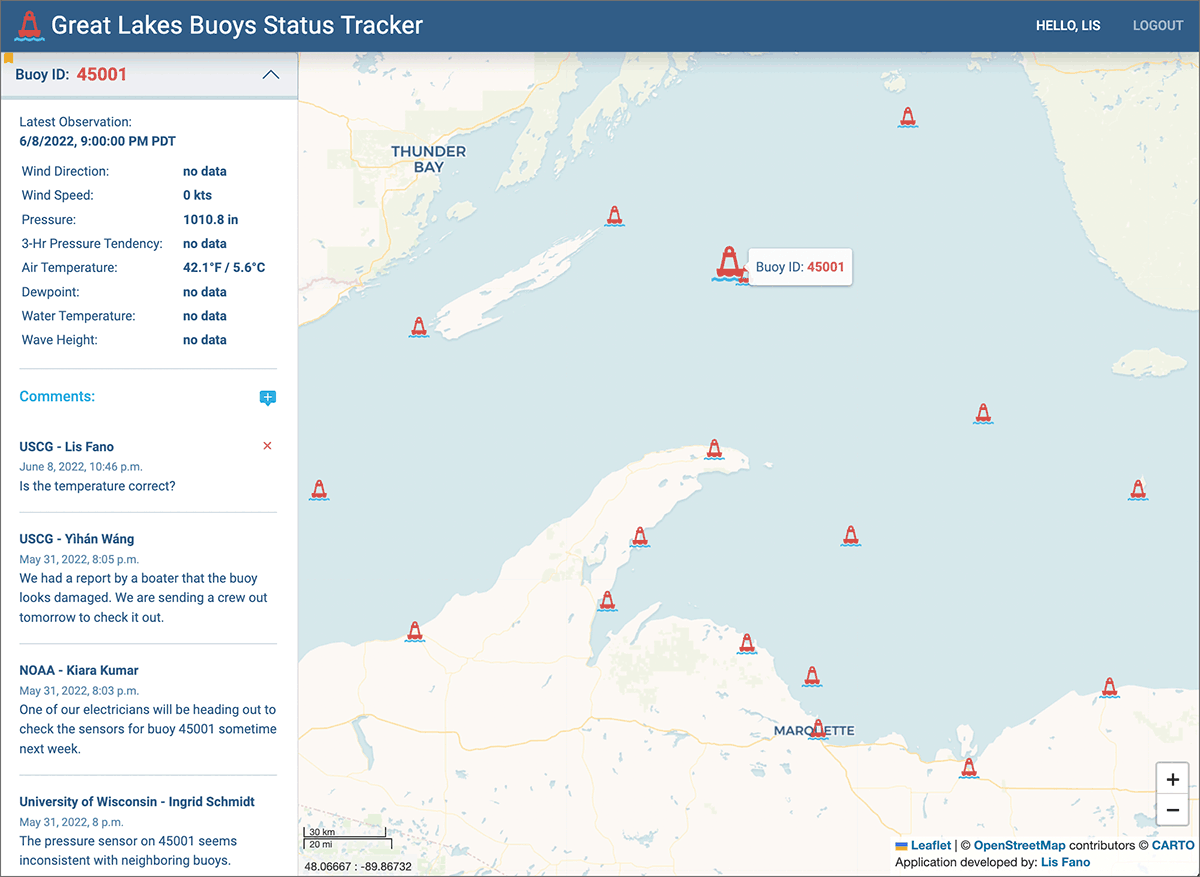 Great Lakes Buoys Status Tracker
HELLO, LIS
LOGOUT
Buoy ID: 45001
Latest Observation:
6/8/2022, 9:00:00 PM PDT
Wind Direction: no data
Wind Speed: 0 kts
Pressure: 1010.8 in
3-Hr Pressure Tendency: no data
Air Temperature: 42.1°F / 5.6°C
Dewpoint: no data
Water Temperature: no data
Wave Height: no data
Comments:
USCG - Lis Fano
June 8, 2022, 10:46 p.m.
Is the temperature correct?
USCG - Yìhán Wáng
May 31, 2022, 8:05 p.m.
We had a report by a boater that the buoy
looks damaged. We are sending a crew out
tomorrow to check it out.
NOAA - Kiara Kumar
May 31, 2022, 8:03 p.m.
One of our electricians will be heading out to
check the sensors for buoy 45001 sometime
next week.
University of Wisconsin - Ingrid Schmidt
May 31, 2022, 8 p.m.
The pressure sensor on 45001 seems
inconsistent with neighboring buoys.
THUNDER
BAY
Buoy ID: 45001
MARQUETTE
+
−
30 km
20 mi
48.06667 : -89.86732
Leaflet | © OpenStreetMap contributors © CARTO
Application developed by: Lis Fano